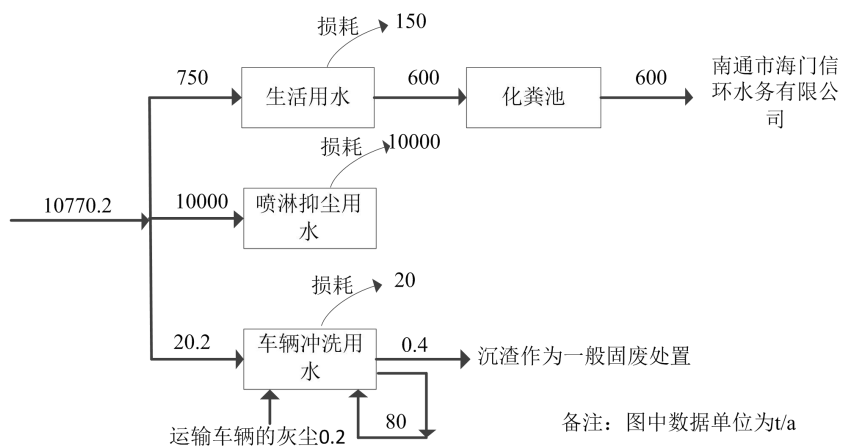 损耗 150
750
生活用水
600
化粪池
600
南通市海门信
环水务有限公
司
损耗 10000
10770.2
10000
喷淋抑尘用
水
损耗 20
20.2
车辆冲洗用
水
0.4
沉渣作为一般固废处置
80
运输车辆的灰尘0.2
备注：图中数据单位为t/a